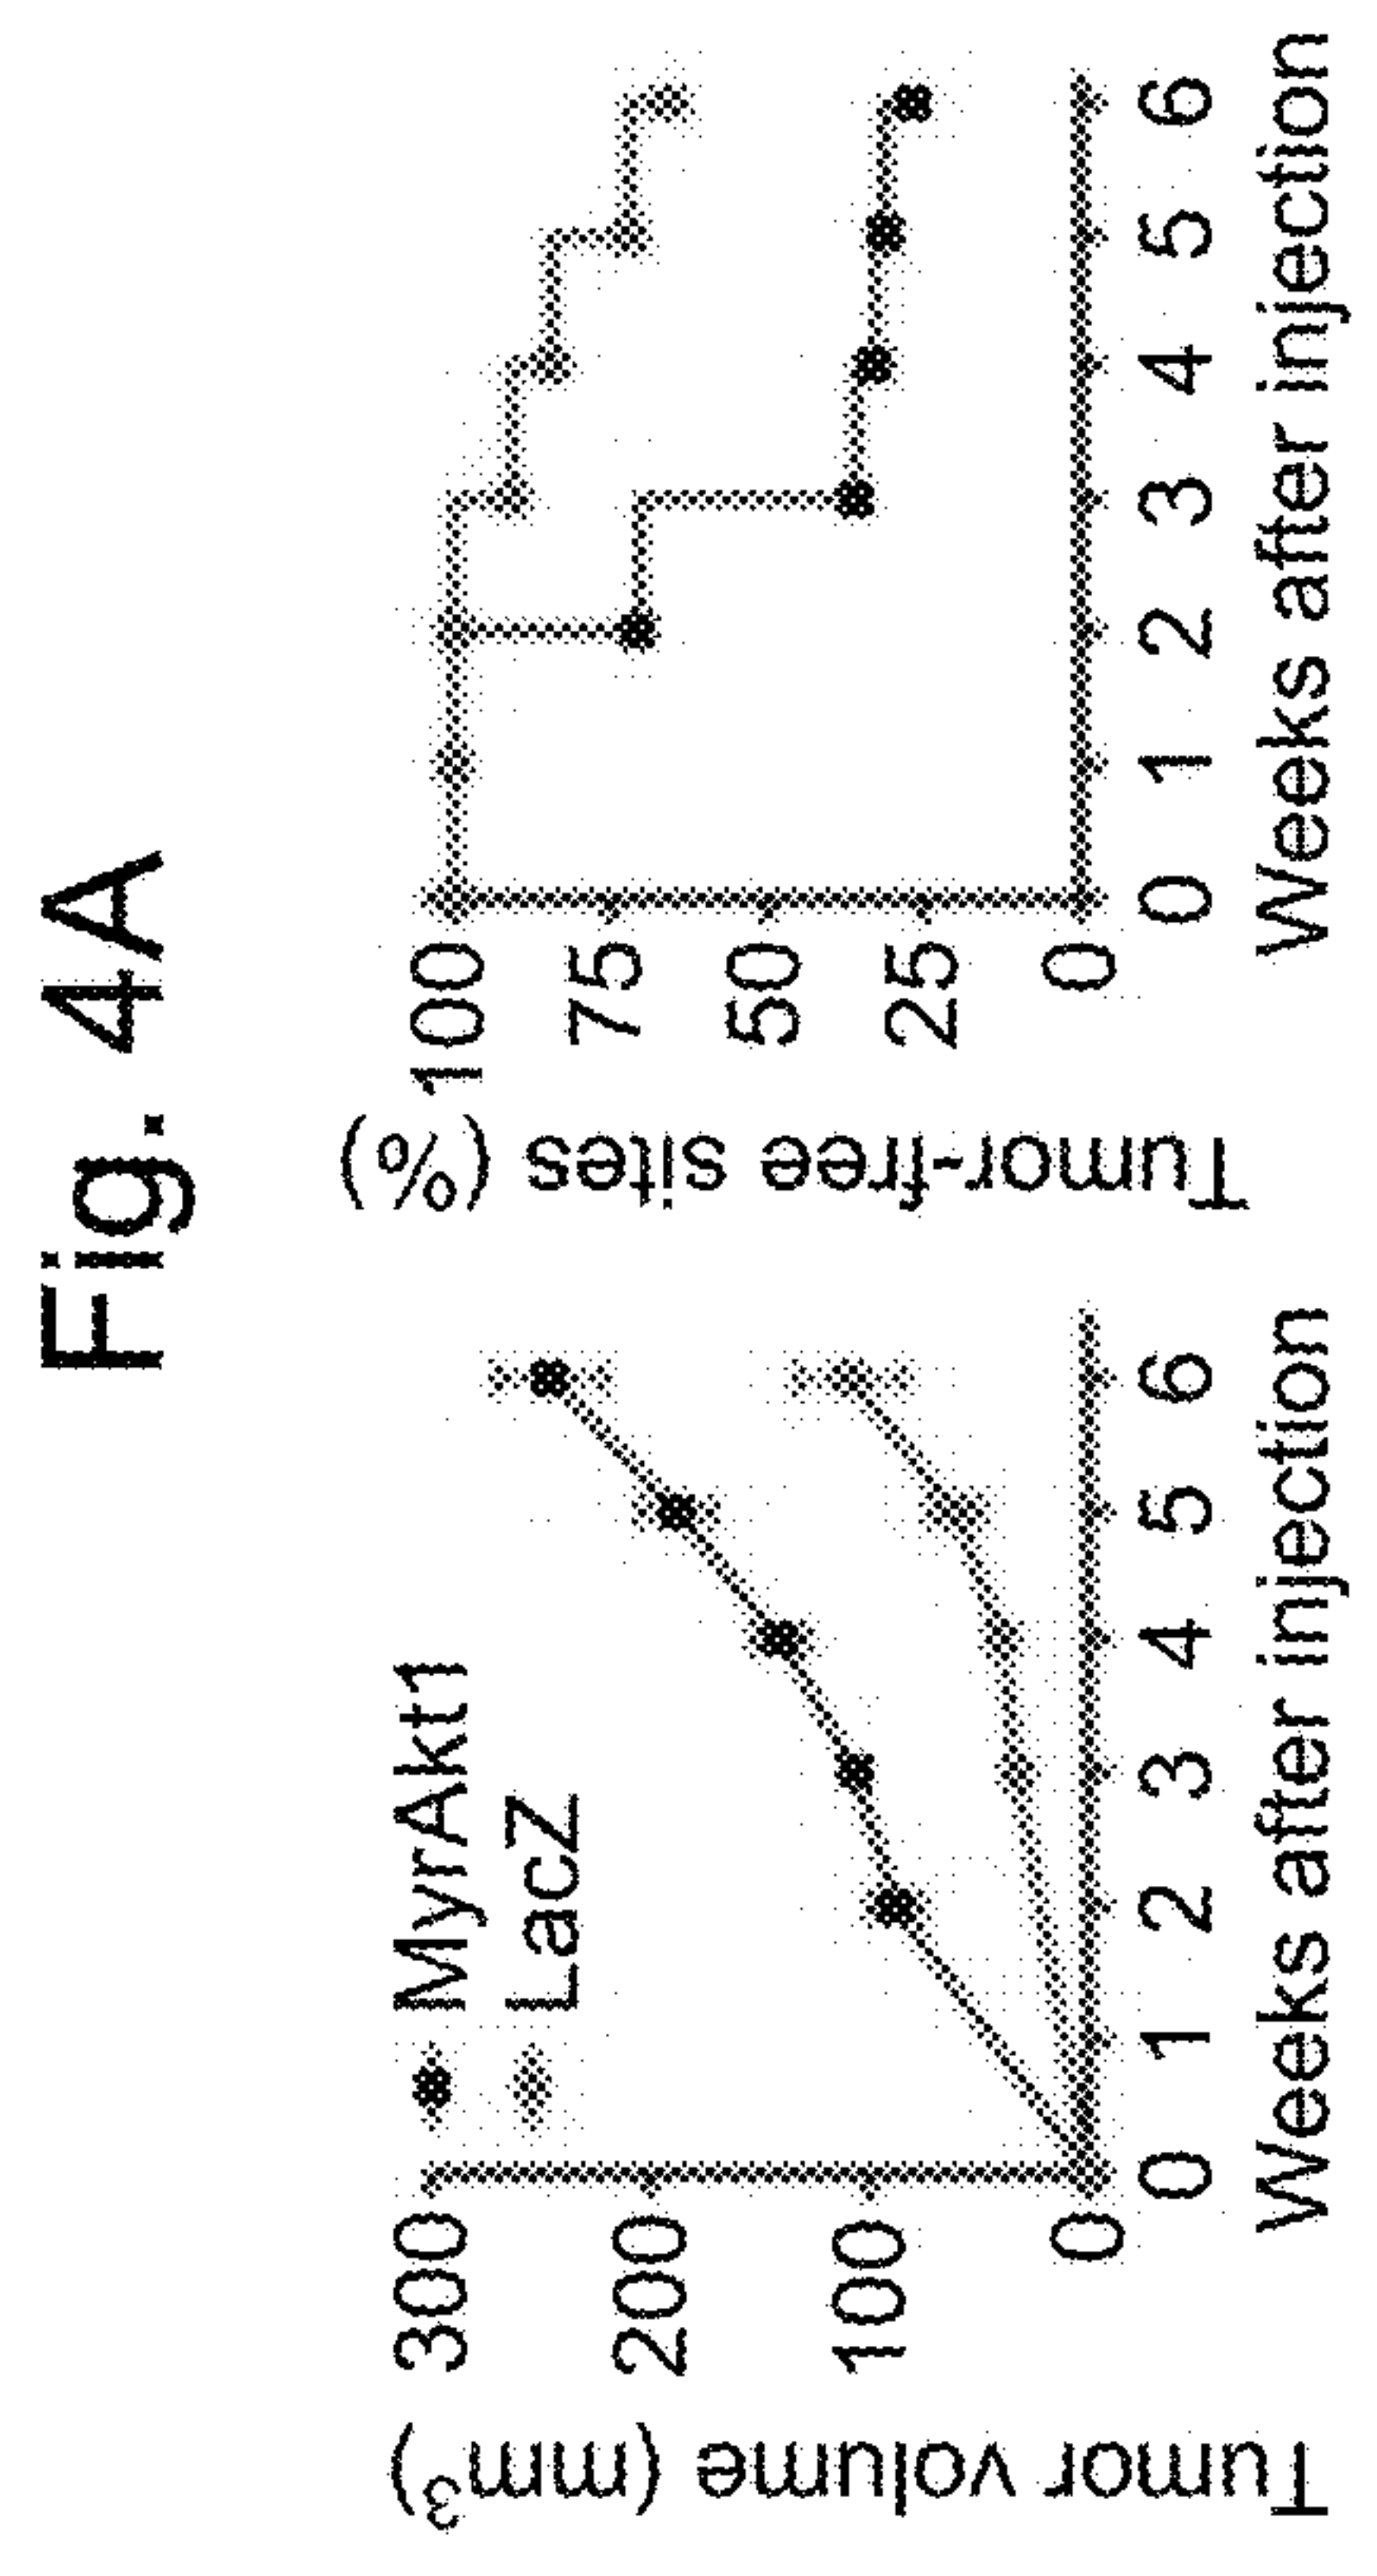 Fig. 4A
Tumor volume (mm³)
300
200
100
0
MyrAkt1
LacZ
0 1 2 3 4 5 6
Weeks after injection
Tumor-free sites (%)
100
75
50
25
0
0 1 2 3 4 5 6
Weeks after injection